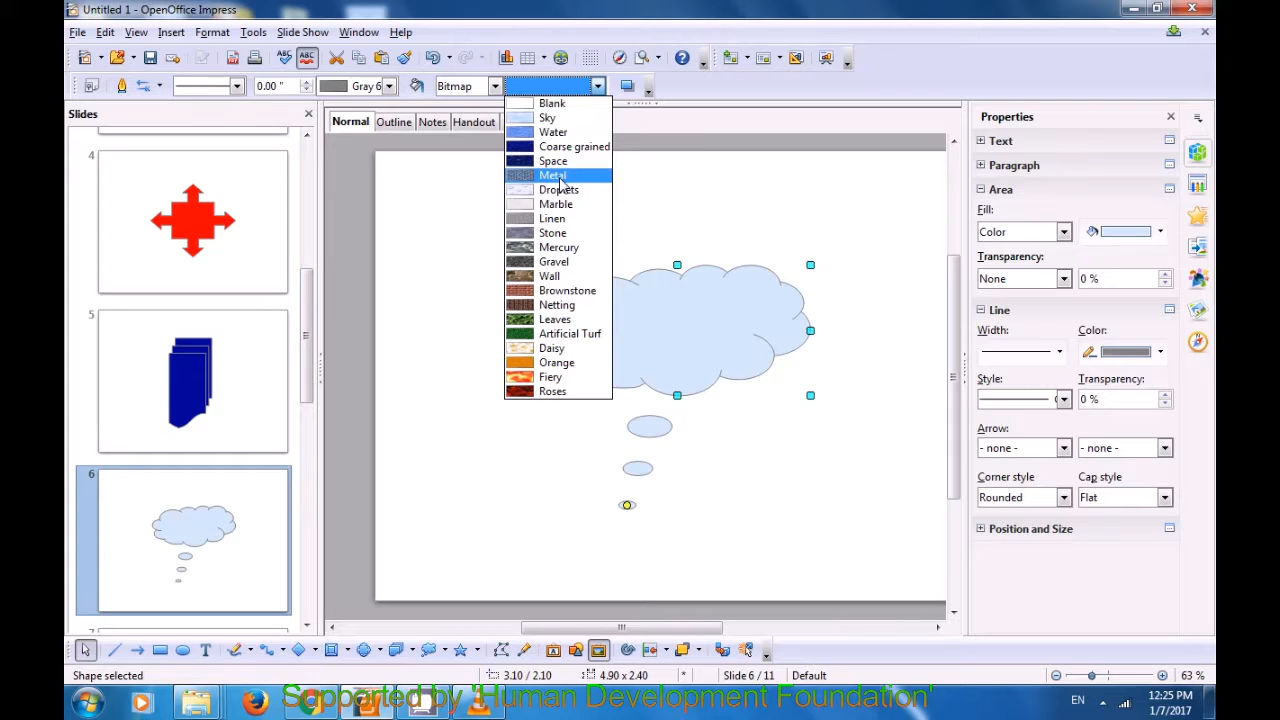 Untitled 1 - OpenOffice Impress
File Edit View Insert Format Tools Slide Show Window Help
0.00 " Gray 6 Bitmap
Slides
Normal Outline Notes Handout
Blank
Sky
Water
Coarse grained
Space
Metal
Droplets
Marble
Linen
Stone
Mercury
Gravel
Wall
Brownstone
Netting
Leaves
Artificial Turf
Daisy
Orange
Fiery
Roses
4
5
6
Properties
Text
Paragraph
Area
Fill:
Color
Transparency:
None 0 %
Line
Width: Color:
Style: Transparency:
0 %
Arrow:
- none - - none -
Corner style Cap style
Rounded Flat
Position and Size
Shape selected 3.10 / 2.10 4.90 x 2.40 * Slide 6 / 11 Default 63 %
EN 12:25 PM
1/7/2017
Supported by 'Human Development Foundation'